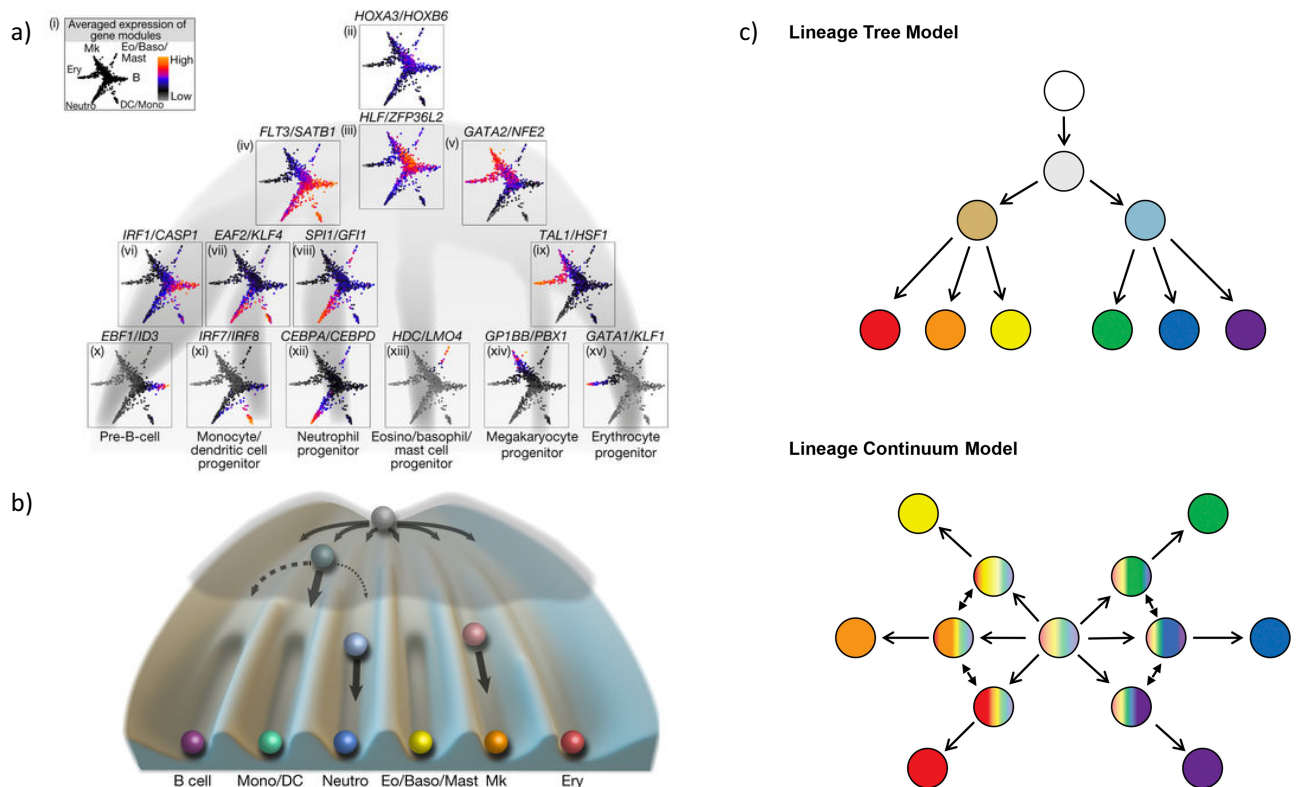 a)
(i)
Averaged expression of
gene modules
Mk
Eo/Baso/
Mast
High
Ery
B
Low
Neutro
DC/Mono
HOXA3/HOXB6
(ii)
HLF/ZFP36L2
(iii)
FLT3/SATB1
(iv)
GATA2/NFE2
(v)
IRF1/CASP1
(vi)
EAF2/KLF4
(vii)
SPI1/GFI1
(viii)
TAL1/HSF1
(ix)
EBF1/ID3
(x)
IRF7/IRF8
(xi)
CEBPA/CEBPD
(xii)
HDC/LMO4
(xiii)
GP1BB/PBX1
(xiv)
GATA1/KLF1
(xv)
Pre-B-cell
Monocyte/
dendritic cell
progenitor
Neutrophil
progenitor
Eosino/basophil/
mast cell
progenitor
Megakaryocyte
progenitor
Erythrocyte
progenitor
b)
B cell
Mono/DC
Neutro
Eo/Baso/Mast
Mk
Ery
c)
Lineage Tree Model
Lineage Continuum Model